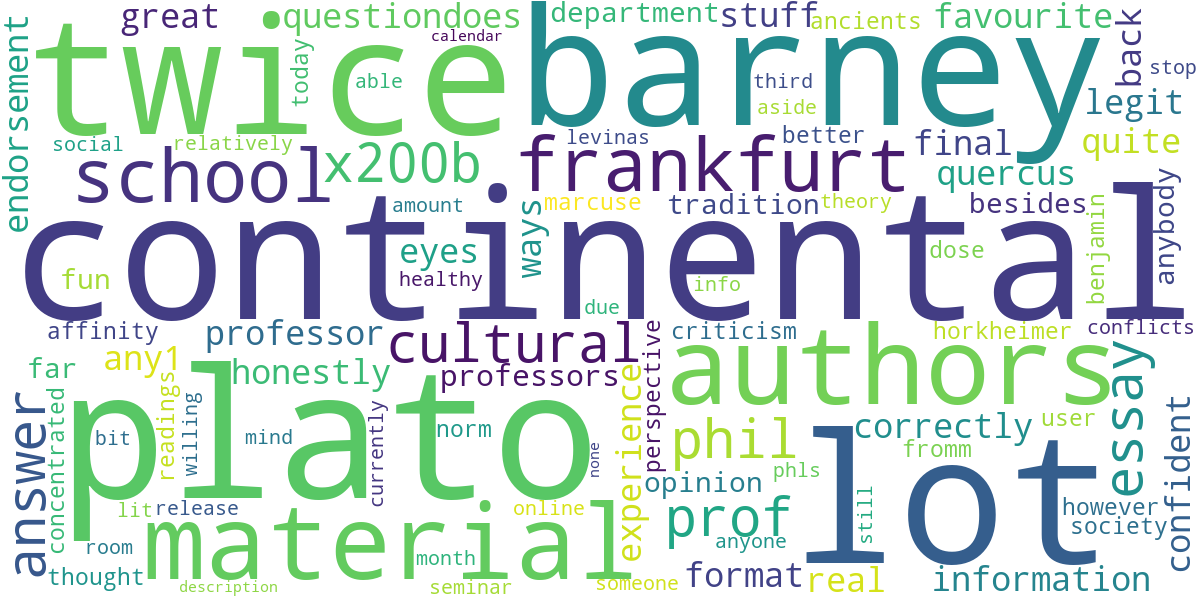 great
questiondoes
department
stuff
ancients
favourite
back
stop
endorsement
twice
today
able
calendar
barney
third
aside
legit
quite
social
relatively
school
x200b
frankfurt
levinas
better
final
quercus
continental
amount
eyes
healthy
ways
marcuse
tradition
theory
besides
anybody
benjamin
dose
info
due
fun
affinity
professor
cultural
professors
criticism
horkheimer
conflicts
any1
honestly
far
authors
perspective
experience
essay
answer
plato
concentrated
bit
readings
willing
mind
currently
norm
none
phil
correctly
user
fromm
confident
phls
opinion
lot
still
however
society
lit
release
material
online
prof
anyone
room
month
thought
description
seminar
someone
format
real
information